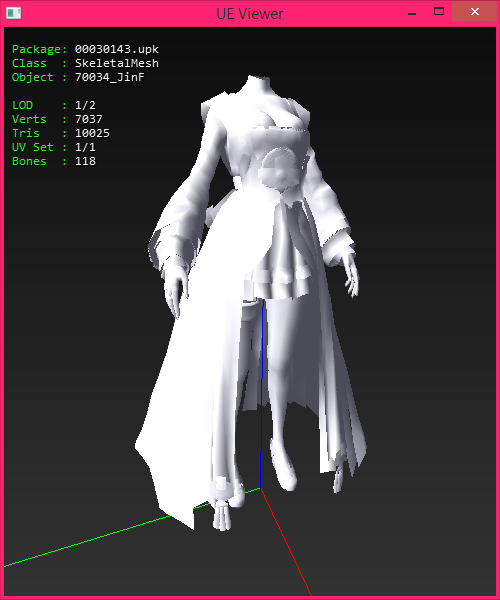 UE Viewer
Package: 00030143.upk
Class  : SkeletalMesh
Object : 70034_JinF
LOD    : 1/2
Verts  : 7037
Tris   : 10025
UV Set : 1/1
Bones  : 118